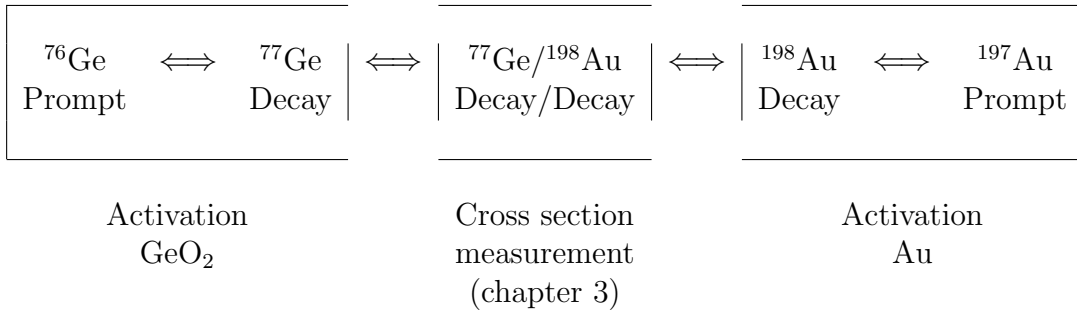 ⁷⁶Ge ⟺ ⁷⁷Ge ⟺ ⁷⁷Ge/¹⁹⁸Au ⟺ ¹⁹⁸Au ⟺ ¹⁹⁷Au
Prompt Decay Decay/Decay Decay Prompt
Activation Cross section Activation
GeO₂ measurement Au
(chapter 3)